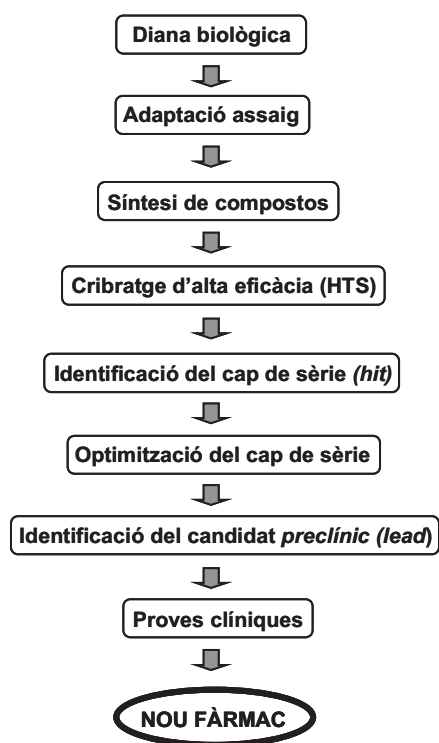 Diana biològica
Adaptació assaig
Síntesi de compostos
Cribratge d'alta eficàcia (HTS)
Identificació del cap de sèrie (hit)
Optimització del cap de sèrie
Identificació del candidat preclínic (lead)
Proves clíniques
NOU FÀRMAC